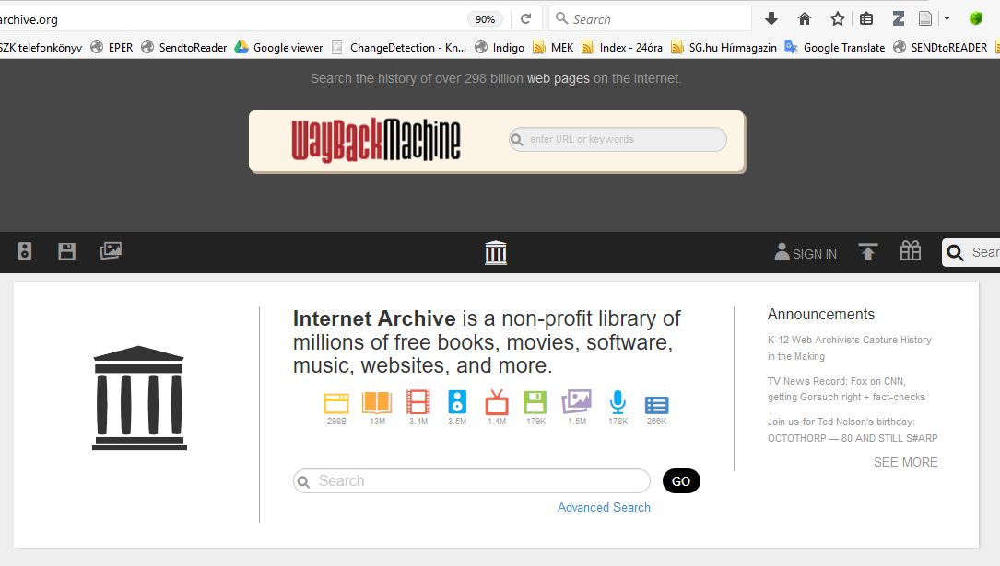 archive.org
90%
Search
SZK telefonkönyv EPER SendtoReader Google viewer ChangeDetection - Kn... Indigo MEK Index - 24óra SG.hu Hírmagazin Google Translate SENDtoREADER
Search the history of over 298 billion web pages on the Internet.
WayBackMachine
enter URL or keywords
SIGN IN
Sear
Internet Archive is a non-profit library of
millions of free books, movies, software,
music, websites, and more.
298B 13M 3.4M 3.5M 1.4M 179K 1.5M 178K 266K
Search
GO
Advanced Search
Announcements
K-12 Web Archivists Capture History
in the Making
TV News Record: Fox on CNN,
getting Gorsuch right + fact-checks
Join us for Ted Nelson's birthday:
OCTOTHORP — 80 AND STILL S#ARP
SEE MORE